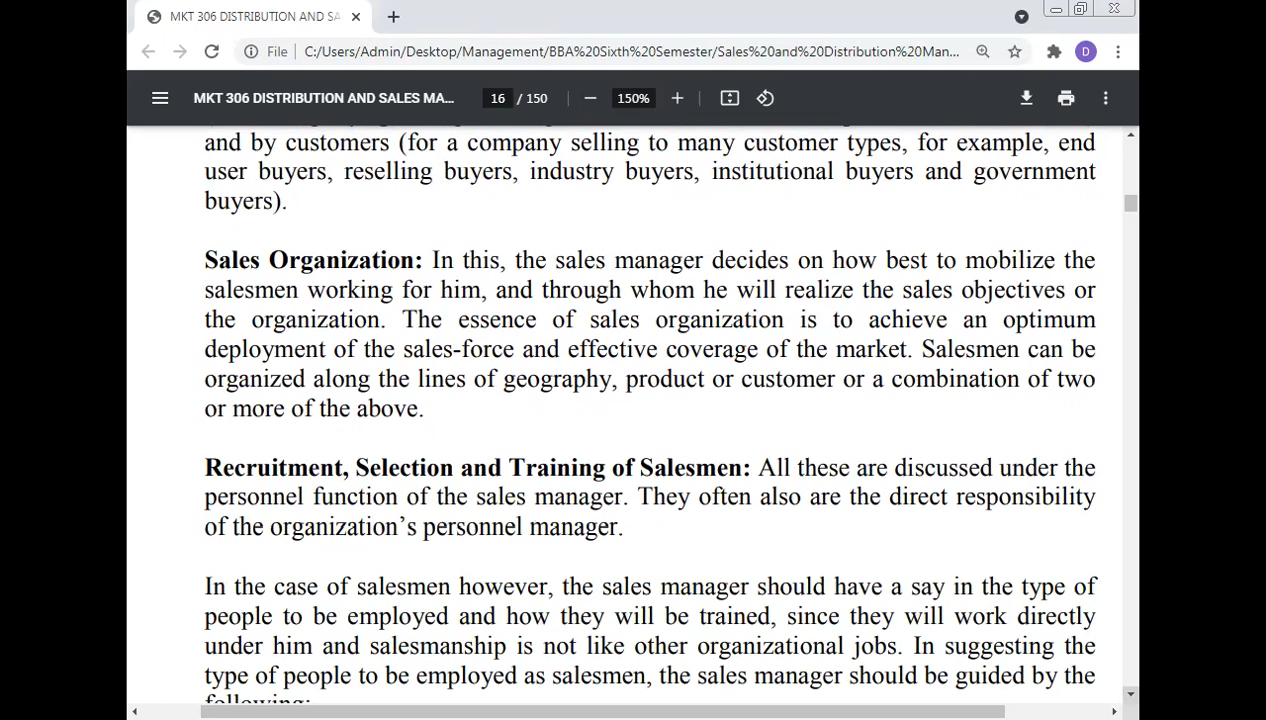 MKT 306 DISTRIBUTION AND SA
File C:/Users/Admin/Desktop/Management/BBA%20Sixth%20Semester/Sales%20and%20Distribution%20Man... D
MKT 306 DISTRIBUTION AND SALES MA... 16 / 150 150%
and by customers (for a company selling to many customer types, for example, end
user buyers, reselling buyers, industry buyers, institutional buyers and government
buyers).
Sales Organization: In this, the sales manager decides on how best to mobilize the
salesmen working for him, and through whom he will realize the sales objectives or
the organization. The essence of sales organization is to achieve an optimum
deployment of the sales-force and effective coverage of the market. Salesmen can be
organized along the lines of geography, product or customer or a combination of two
or more of the above.
Recruitment, Selection and Training of Salesmen: All these are discussed under the
personnel function of the sales manager. They often also are the direct responsibility
of the organization's personnel manager.
In the case of salesmen however, the sales manager should have a say in the type of
people to be employed and how they will be trained, since they will work directly
under him and salesmanship is not like other organizational jobs. In suggesting the
type of people to be employed as salesmen, the sales manager should be guided by the
following: